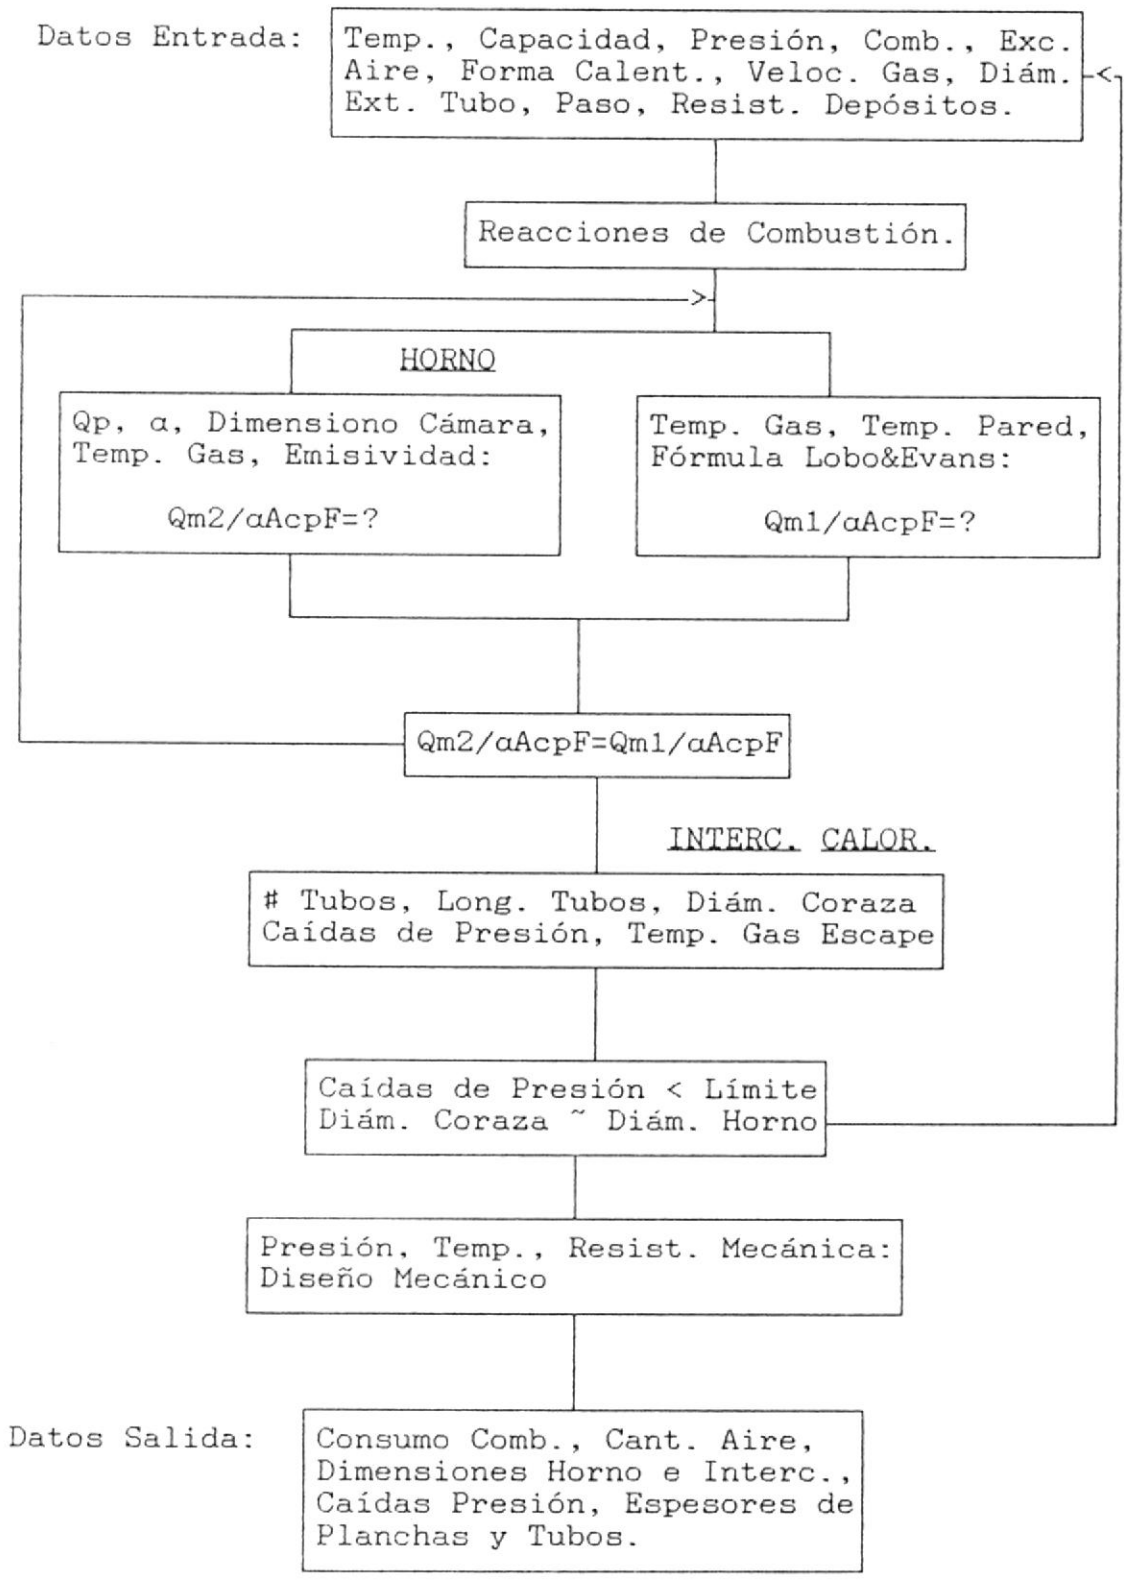 Datos Entrada:
Temp., Capacidad, Presión, Comb., Exc.
Aire, Forma Calent., Veloc. Gas, Diám.
Ext. Tubo, Paso, Resist. Depósitos.
Reacciones de Combustión.
HORNO
Qp, α, Dimensiono Cámara,
Temp. Gas, Emisividad:
Qm2/αAcpF=?
Temp. Gas, Temp. Pared,
Fórmula Lobo&Evans:
Qm1/αAcpF=?
Qm2/αAcpF=Qm1/αAcpF
INTERC. CALOR.
# Tubos, Long. Tubos, Diám. Coraza
Caídas de Presión, Temp. Gas Escape
Caídas de Presión < Límite
Diám. Coraza ~ Diám. Horno
Presión, Temp., Resist. Mecánica:
Diseño Mecánico
Datos Salida:
Consumo Comb., Cant. Aire,
Dimensiones Horno e Interc.,
Caídas Presión, Espesores de
Planchas y Tubos.